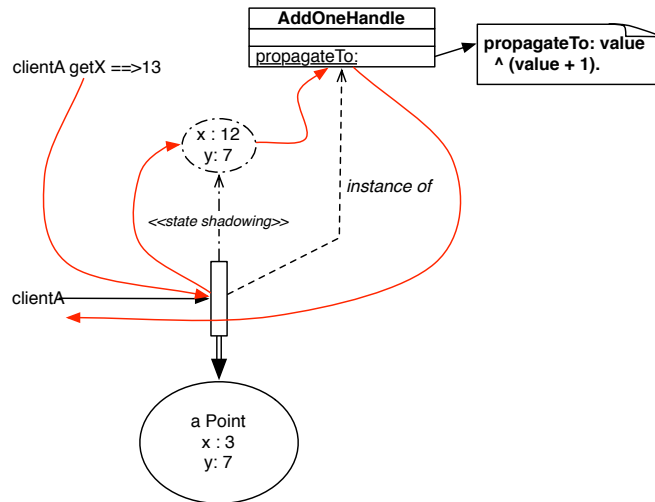 AddOneHandle
propagateTo:
propagateTo: value
^ (value + 1).
clientA getX ==>13
x : 12
y: 7
instance of
<<state shadowing>>
clientA
a Point
x : 3
y: 7